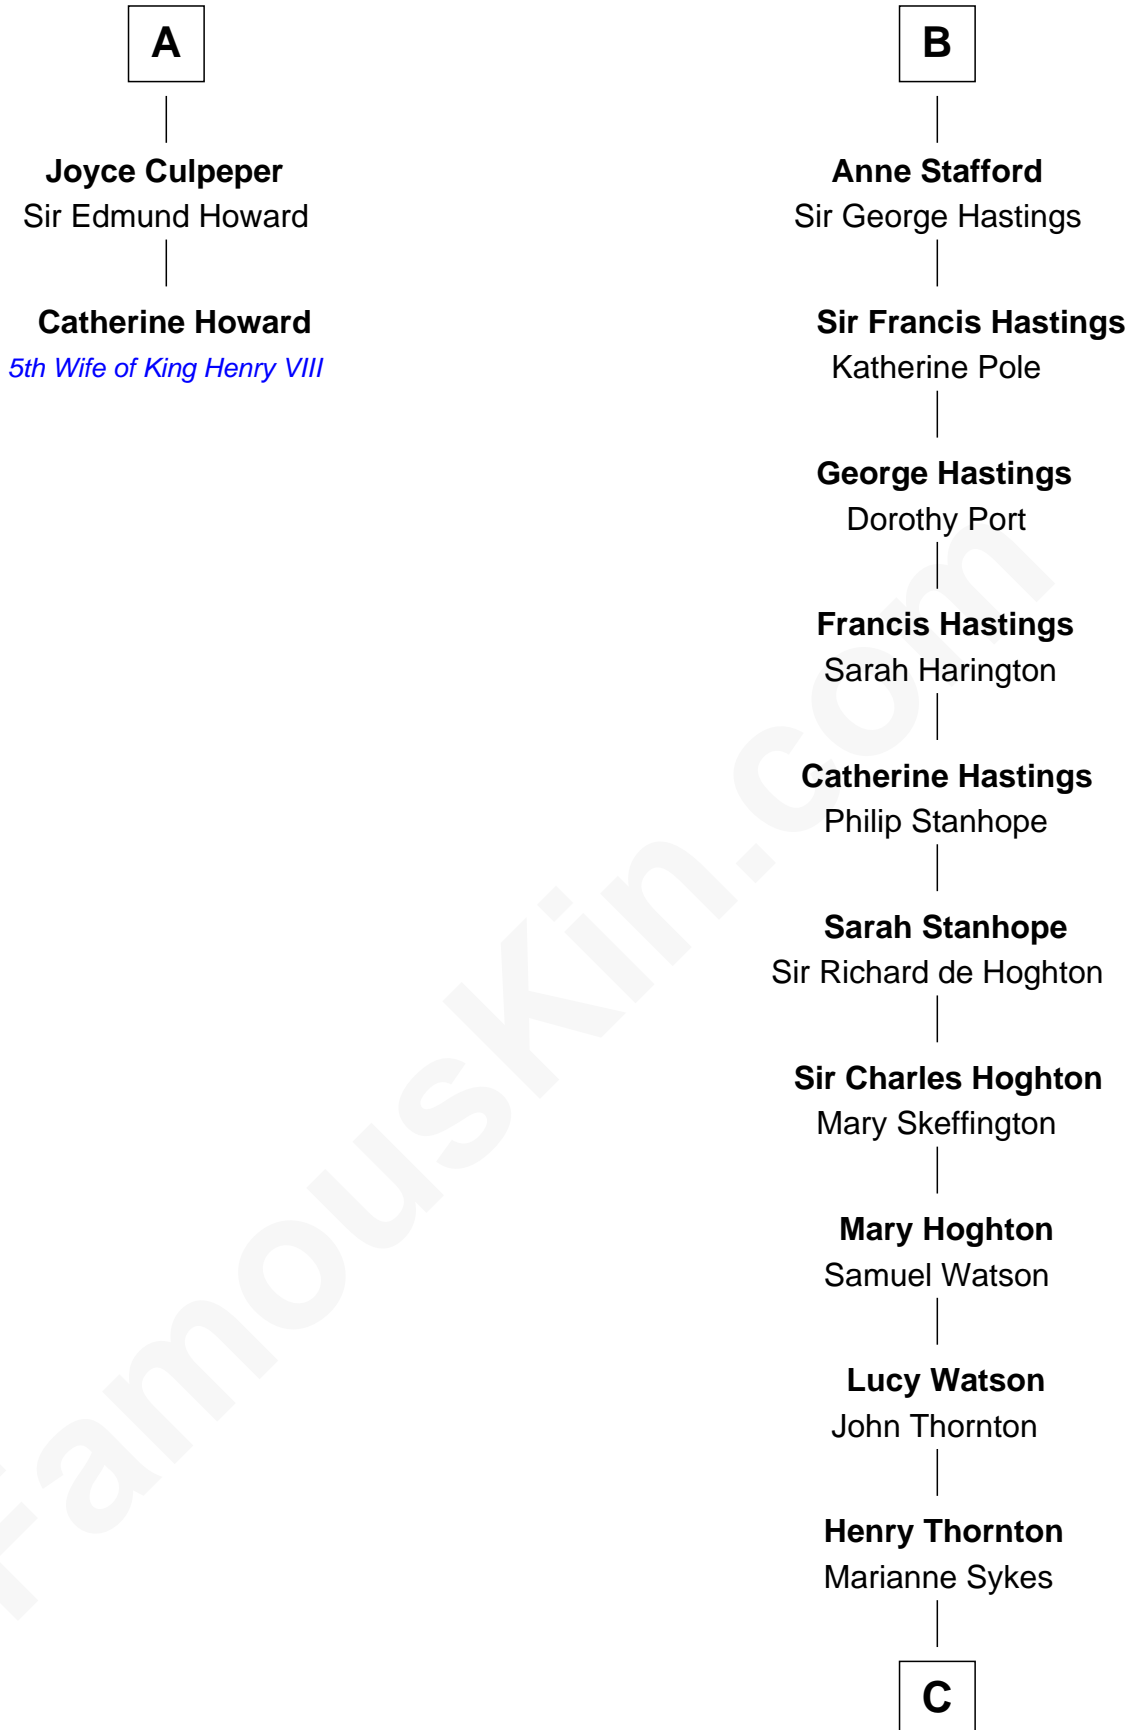 A
Joyce Culpeper
Sir Edmund Howard
Catherine Howard
5th Wife of King Henry VIII
B
Anne Stafford
Sir George Hastings
Sir Francis Hastings
Katherine Pole
George Hastings
Dorothy Port
Francis Hastings
Sarah Harington
Catherine Hastings
Philip Stanhope
Sarah Stanhope
Sir Richard de Hoghton
Sir Charles Hoghton
Mary Skeffington
Mary Hoghton
Samuel Watson
Lucy Watson
John Thornton
Henry Thornton
Marianne Sykes
C
FamousKin.com